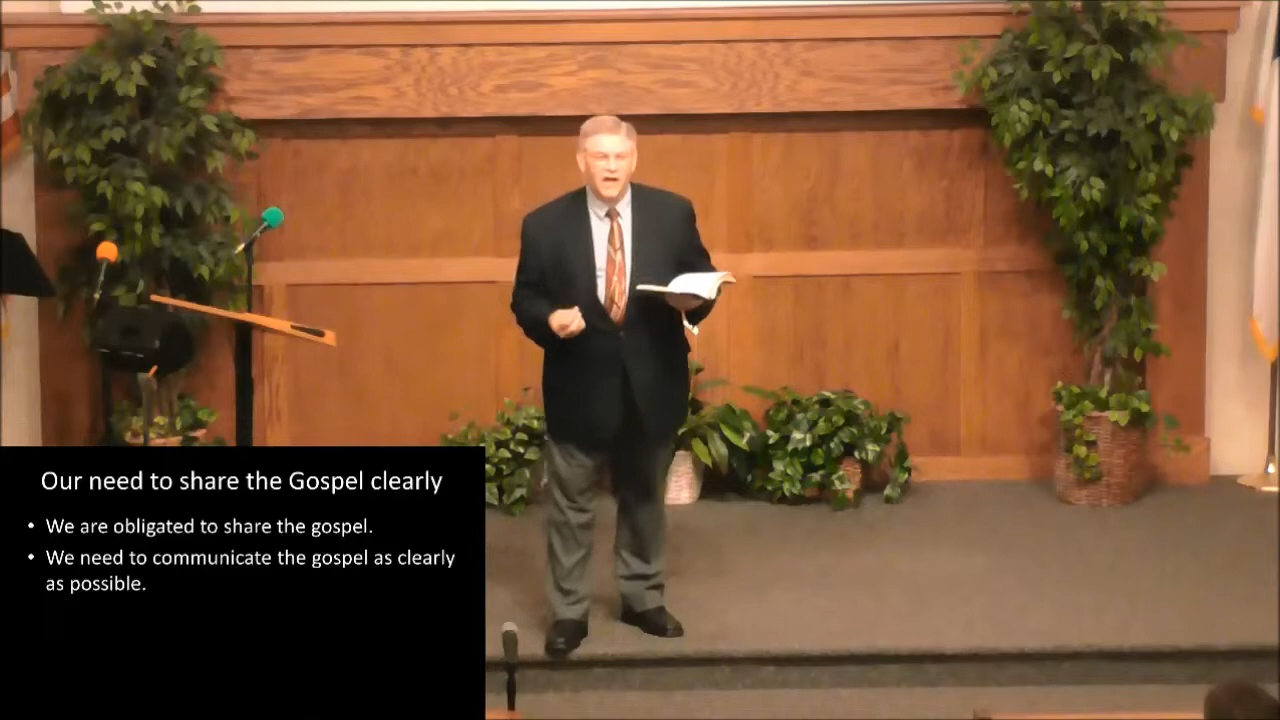 Our need to share the Gospel clearly
• We are obligated to share the gospel.
• We need to communicate the gospel as clearly
as possible.